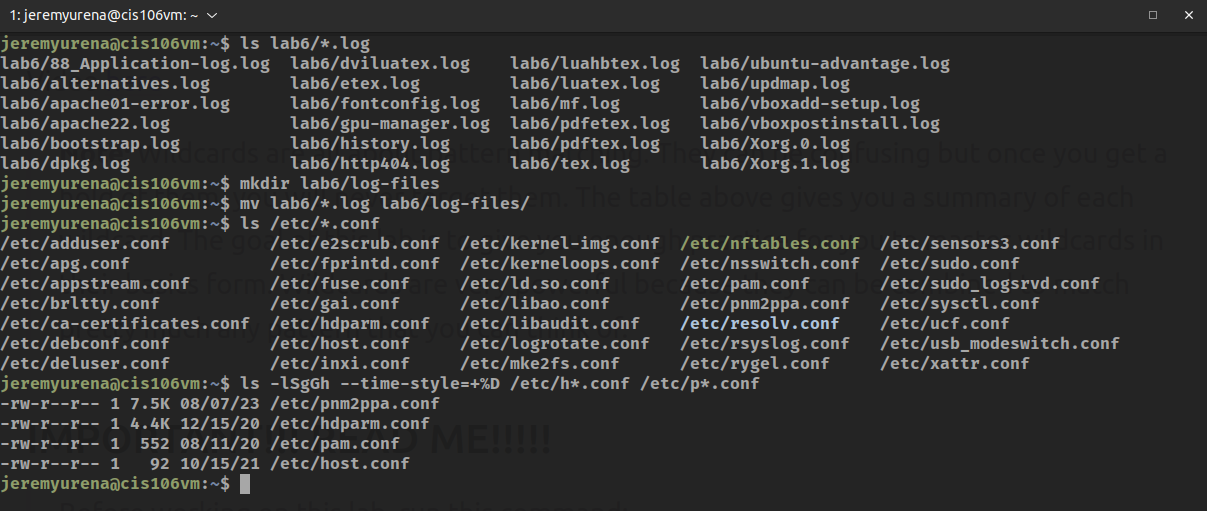 1: jeremyurena@cis106vm: ~
jeremyurena@cis106vm:~$ ls lab6/*.log
lab6/88_Application-log.log lab6/dviluatex.log lab6/luahbtex.log lab6/ubuntu-advantage.log
lab6/alternatives.log lab6/etex.log lab6/luatex.log lab6/updmap.log
lab6/apache01-error.log lab6/fontconfig.log lab6/mf.log lab6/vboxadd-setup.log
lab6/apache22.log lab6/gpu-manager.log lab6/pdfetex.log lab6/vboxpostinstall.log
lab6/bootstrap.log lab6/history.log lab6/pdftex.log lab6/Xorg.0.log
lab6/dpkg.log lab6/http404.log lab6/tex.log lab6/Xorg.1.log
jeremyurena@cis106vm:~$ mkdir lab6/log-files
jeremyurena@cis106vm:~$ mv lab6/*.log lab6/log-files/
jeremyurena@cis106vm:~$ ls /etc/*.conf
/etc/adduser.conf /etc/e2scrub.conf /etc/kernel-img.conf /etc/nftables.conf /etc/sensors3.conf
/etc/apg.conf /etc/fprintd.conf /etc/kerneloops.conf /etc/nsswitch.conf /etc/sudo.conf
/etc/appstream.conf /etc/fuse.conf /etc/ld.so.conf /etc/pam.conf /etc/sudo_logsrvd.conf
/etc/brltty.conf /etc/gai.conf /etc/libao.conf /etc/pnm2ppa.conf /etc/sysctl.conf
/etc/ca-certificates.conf /etc/hdparm.conf /etc/libaudit.conf /etc/resolv.conf /etc/ucf.conf
/etc/debconf.conf /etc/host.conf /etc/logrotate.conf /etc/rsyslog.conf /etc/usb_modeswitch.conf
/etc/deluser.conf /etc/inxi.conf /etc/mke2fs.conf /etc/rygel.conf /etc/xattr.conf
jeremyurena@cis106vm:~$ ls -lSgGh --time-style=+%D /etc/h*.conf /etc/p*.conf
-rw-r--r-- 1 7.5K 08/07/23 /etc/pnm2ppa.conf
-rw-r--r-- 1 4.4K 12/15/20 /etc/hdparm.conf
-rw-r--r-- 1 552 08/11/20 /etc/pam.conf
-rw-r--r-- 1 92 10/15/21 /etc/host.conf
jeremyurena@cis106vm:~$